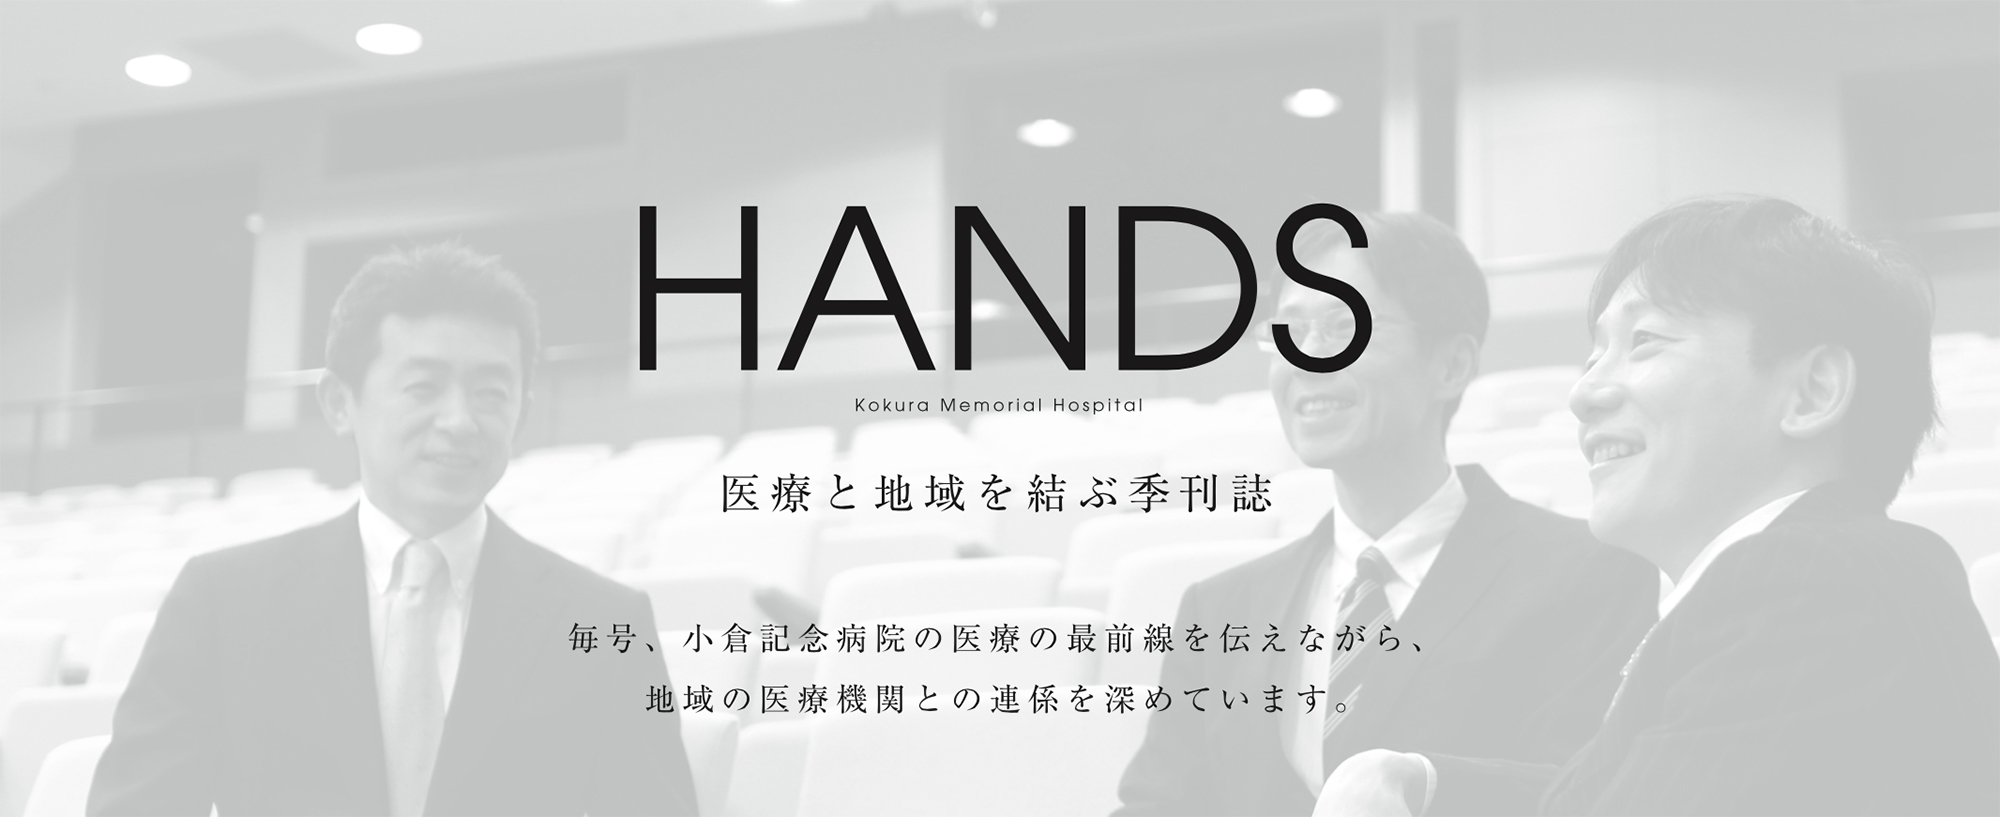 HANDS
Kokura Memorial Hospital
医療と地域を結ぶ季刊誌
毎号、小倉記念病院の医療の最前線を伝えながら、
地域の医療機関との連係を深めています。